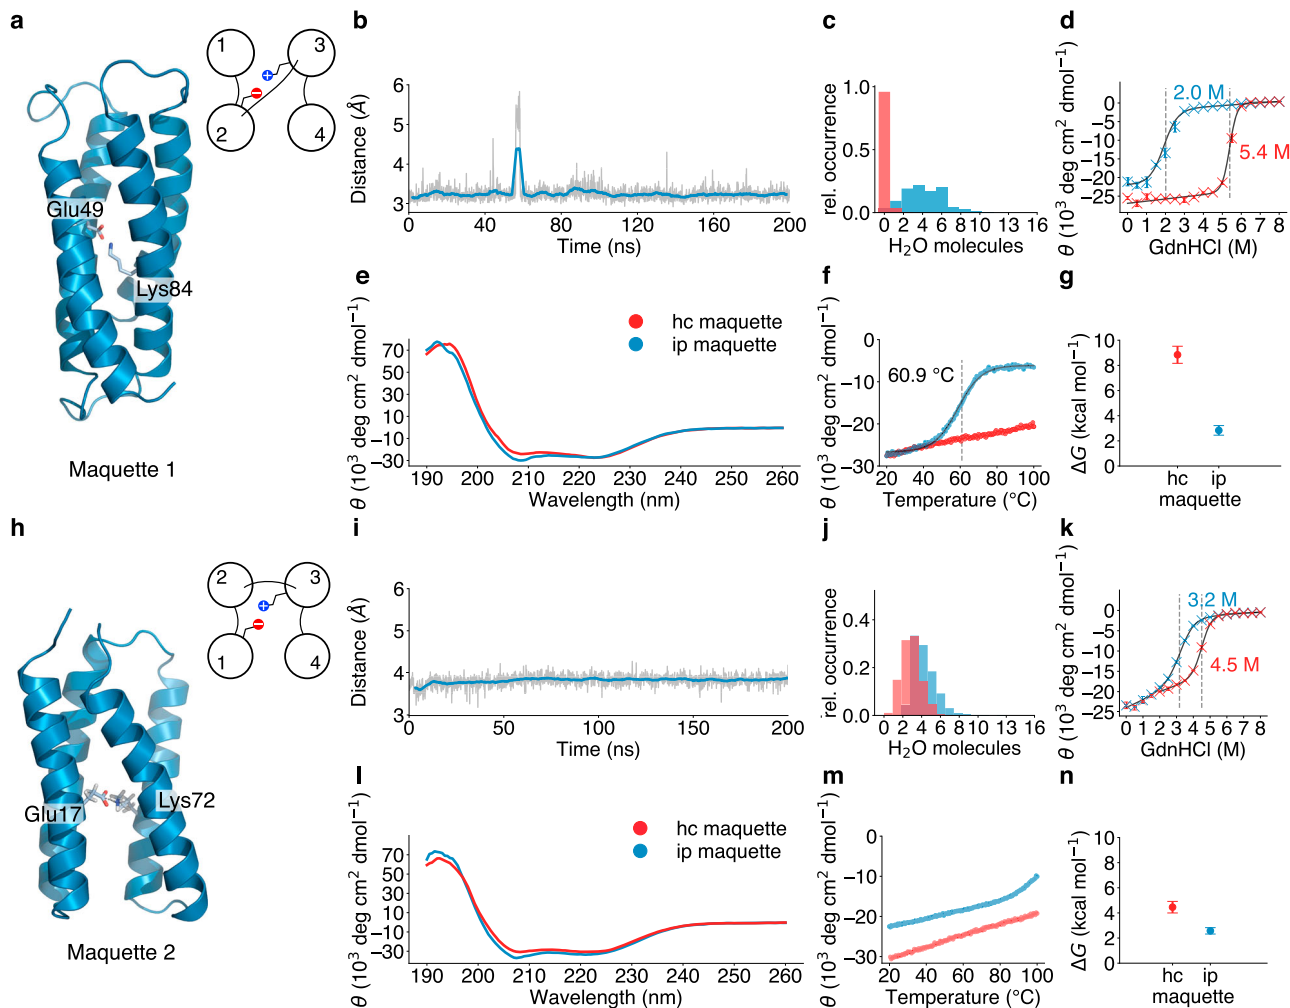 a
1
3
2
4
Glu49
Lys84
Maquette 1
b
Distance (Å)
6
5
4
3
0
40
80
120
160
200
Time (ns)
c
rel. occurrence
1.0
0.5
0.0
0 2 4 6 8 10 13 16
H₂O molecules
d
θ (10³ deg cm² dmol⁻¹)
0
−5
−10
−15
−20
−25
2.0 M
5.4 M
0 1 2 3 4 5 6 7 8
GdnHCl (M)
e
θ (10³ deg cm² dmol⁻¹)
70
50
30
10
−10
−30
hc maquette
ip maquette
190 200 210 220 230 240 250 260
Wavelength (nm)
f
θ (10³ deg cm² dmol⁻¹)
0
−10
−20
−30
60.9 °C
20 40 60 80 100
Temperature (°C)
g
ΔG (kcal mol⁻¹)
10
8
6
4
2
0
hc ip
maquette
h
2
3
1
4
Glu17
Lys72
Maquette 2
i
Distance (Å)
6
5
4
3
0 50 100 150 200
Time (ns)
j
rel. occurrence
0.4
0.2
0.0
0 2 4 6 8 10 13 16
H₂O molecules
k
θ (10³ deg cm² dmol⁻¹)
0
−5
−10
−15
−20
−25
3.2 M
4.5 M
0 1 2 3 4 5 6 7 8
GdnHCl (M)
l
θ (10³ deg cm² dmol⁻¹)
70
50
30
10
−10
−30
hc maquette
ip maquette
190 200 210 220 230 240 250 260
Wavelength (nm)
m
θ (10³ deg cm² dmol⁻¹)
0
−10
−20
−30
20 40 60 80 100
Temperature (°C)
n
ΔG (kcal mol⁻¹)
10
8
6
4
2
0
hc ip
maquette